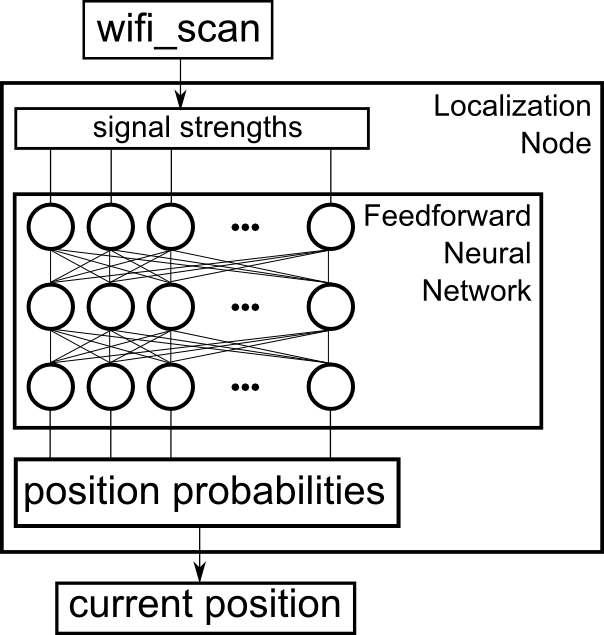 wifi_scan
Localization
Node
signal strengths
Feedforward
Neural
Network
...
...
...
position probabilities
current position